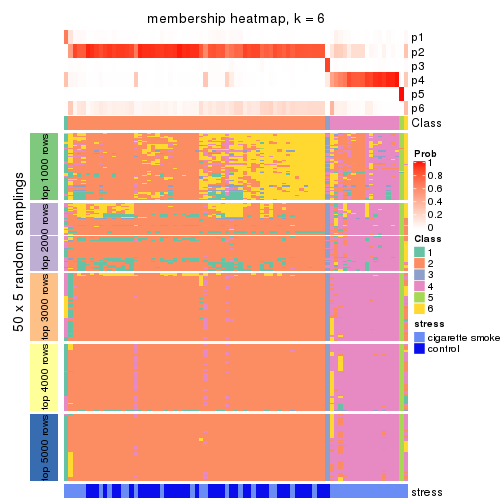 membership heatmap, k = 6
p1
p2
p3
p4
p5
p6
Class
50 x 5 random samplings
top 1000 rows
top 2000 rows
top 3000 rows
top 4000 rows
top 5000 rows
stress
Prob
1
0.8
0.6
0.4
0.2
0
Class
1
2
3
4
5
6
stress
cigarette smoke
control